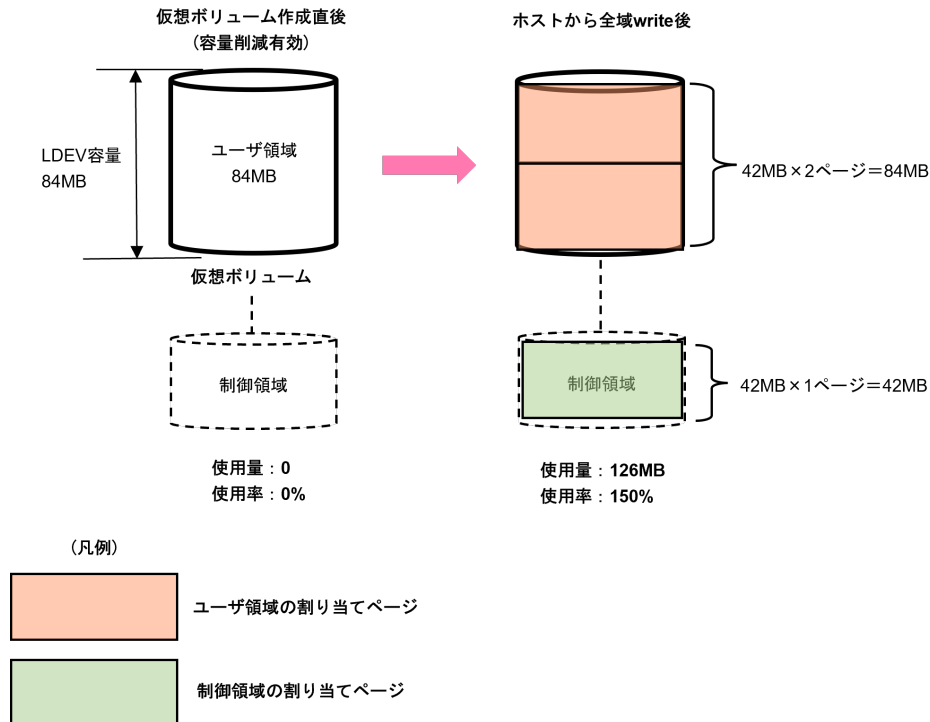 仮想ボリューム作成直後
(容量削減有効)
ホストから全域write後
LDEV容量
84MB
ユーザ領域
84MB
42MB×2ページ＝84MB
仮想ボリューム
制御領域
制御領域
42MB×1ページ＝42MB
使用量：0
使用率：0%
使用量：126MB
使用率：150%
(凡例)
ユーザ領域の割り当てページ
制御領域の割り当てページ